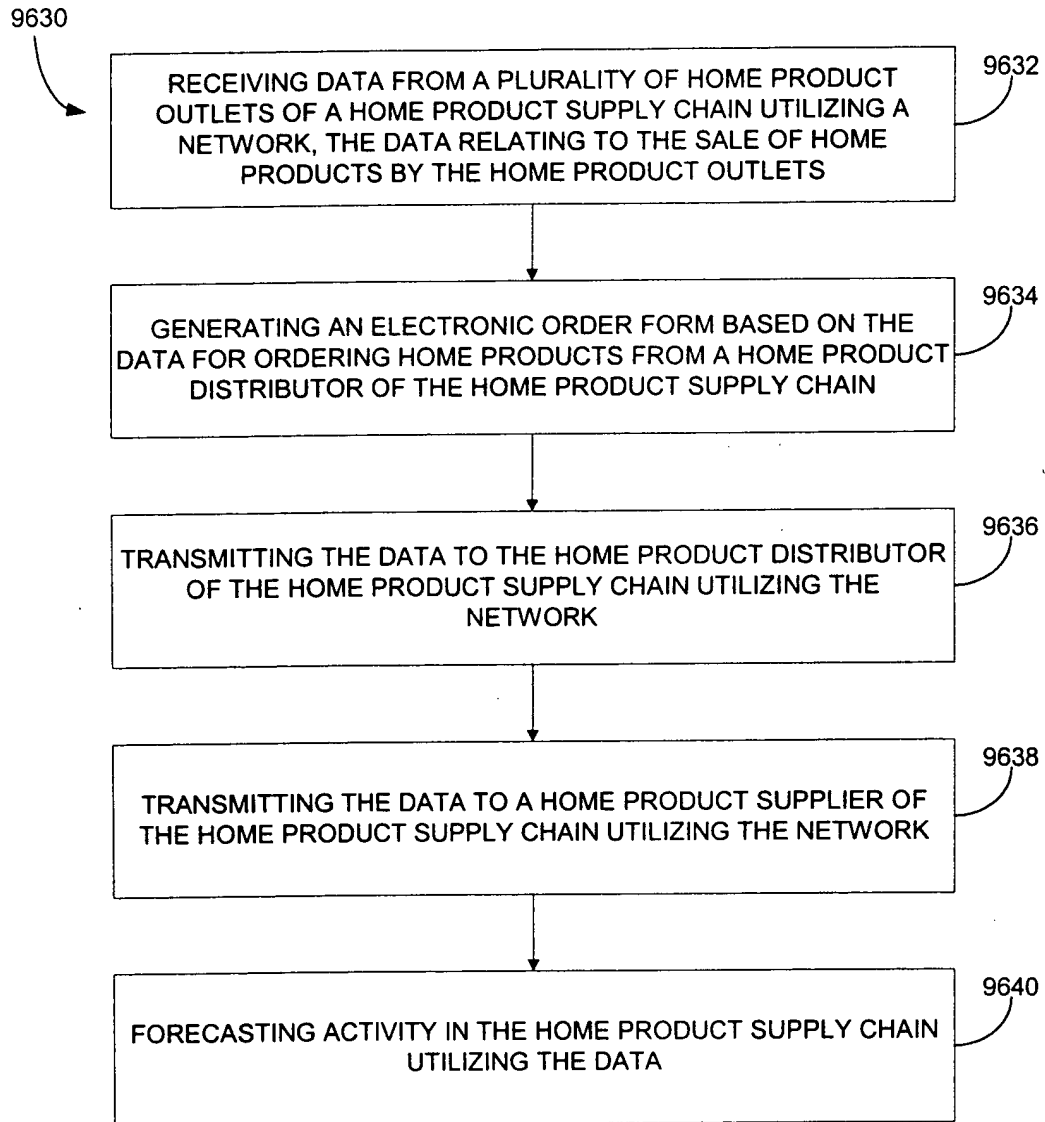 9630
9632
RECEIVING DATA FROM A PLURALITY OF HOME PRODUCT
OUTLETS OF A HOME PRODUCT SUPPLY CHAIN UTILIZING A
NETWORK, THE DATA RELATING TO THE SALE OF HOME
PRODUCTS BY THE HOME PRODUCT OUTLETS
9634
GENERATING AN ELECTRONIC ORDER FORM BASED ON THE
DATA FOR ORDERING HOME PRODUCTS FROM A HOME PRODUCT
DISTRIBUTOR OF THE HOME PRODUCT SUPPLY CHAIN
9636
TRANSMITTING THE DATA TO THE HOME PRODUCT DISTRIBUTOR
OF THE HOME PRODUCT SUPPLY CHAIN UTILIZING THE
NETWORK
9638
TRANSMITTING THE DATA TO A HOME PRODUCT SUPPLIER OF
THE HOME PRODUCT SUPPLY CHAIN UTILIZING THE NETWORK
9640
FORECASTING ACTIVITY IN THE HOME PRODUCT SUPPLY CHAIN
UTILIZING THE DATA